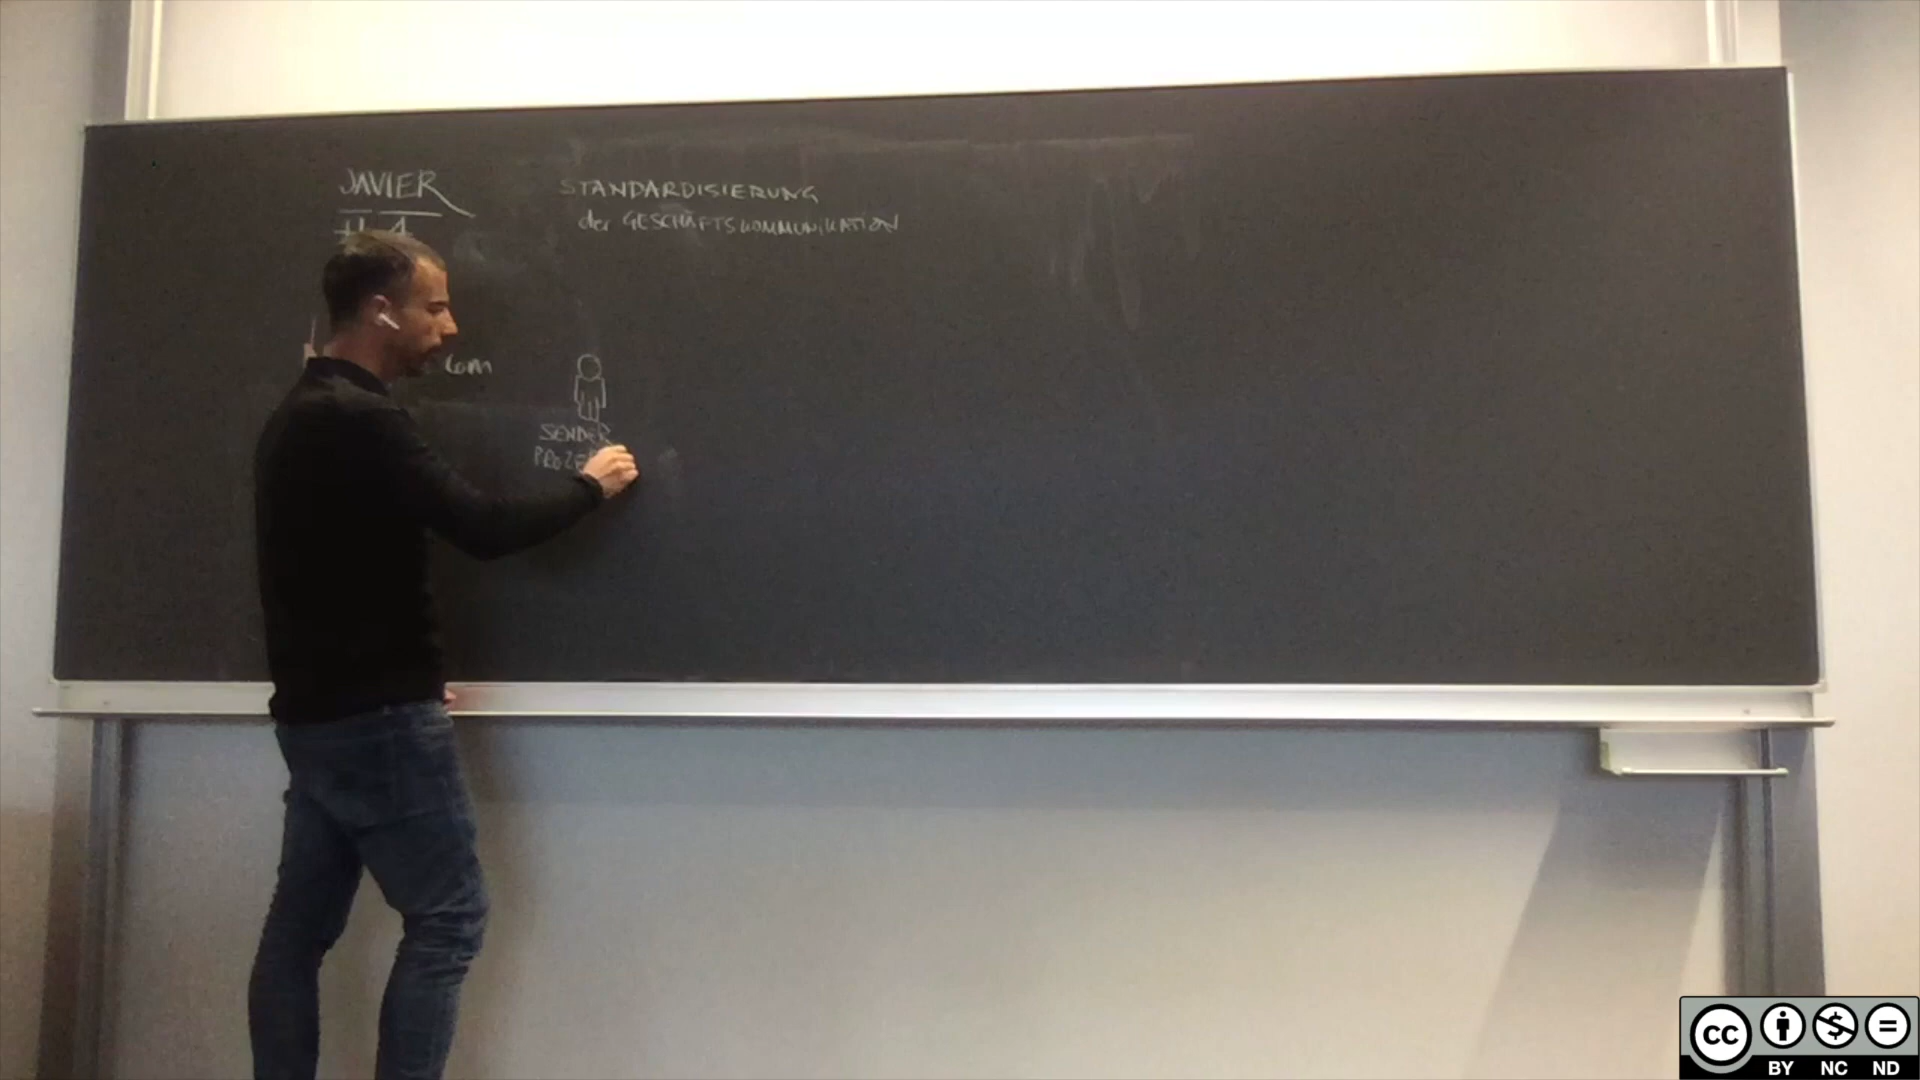 JAVIER
STANDARDISIERUNG
der GESCHÄFTSKOMMUNIKATION
com
SENDER
BY NC ND